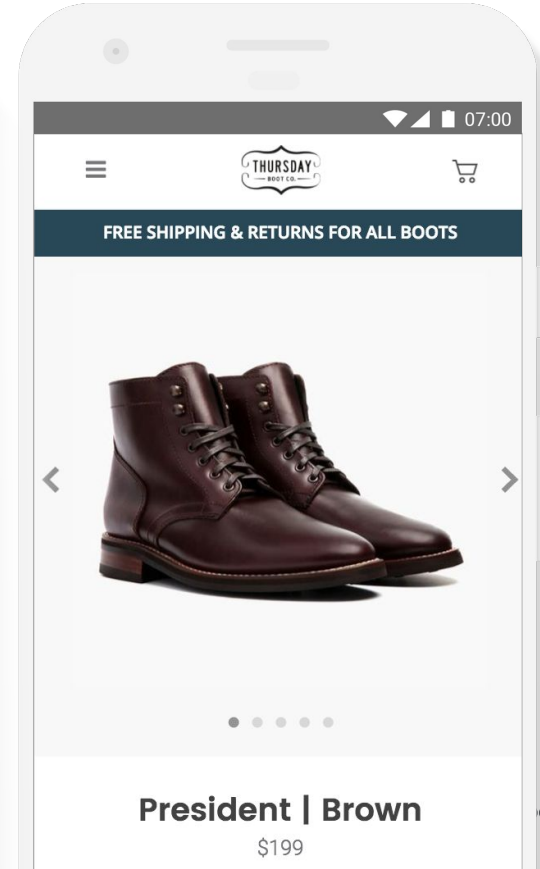 07:00
THURSDAY
BOOT CO.
FREE SHIPPING & RETURNS FOR ALL BOOTS
President | Brown
$199